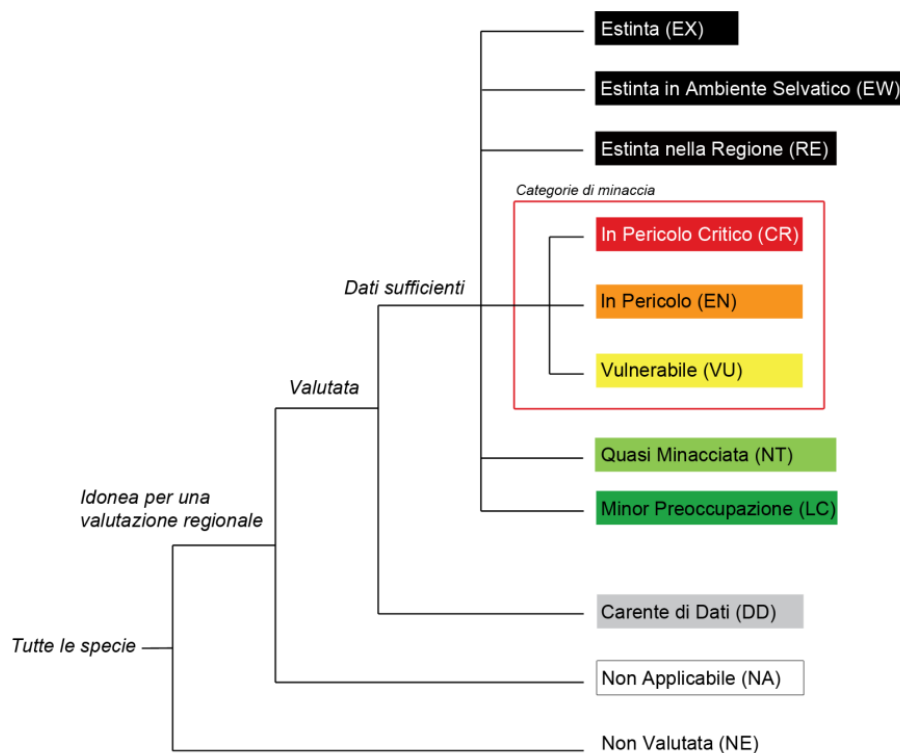 Estinta (EX)
Estinta in Ambiente Selvatico (EW)
Estinta nella Regione (RE)
Categorie di minaccia
In Pericolo Critico (CR)
Dati sufficienti
In Pericolo (EN)
Vulnerabile (VU)
Valutata
Quasi Minacciata (NT)
Idonea per una
valutazione regionale
Minor Preoccupazione (LC)
Carente di Dati (DD)
Tutte le specie
Non Applicabile (NA)
Non Valutata (NE)